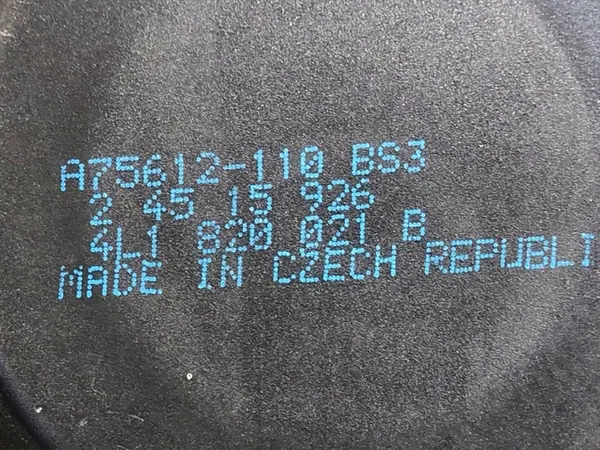 A75612-110 BS3
2 45 15 926
4L1 820 021 B
MADE IN CZECH REPUBLI